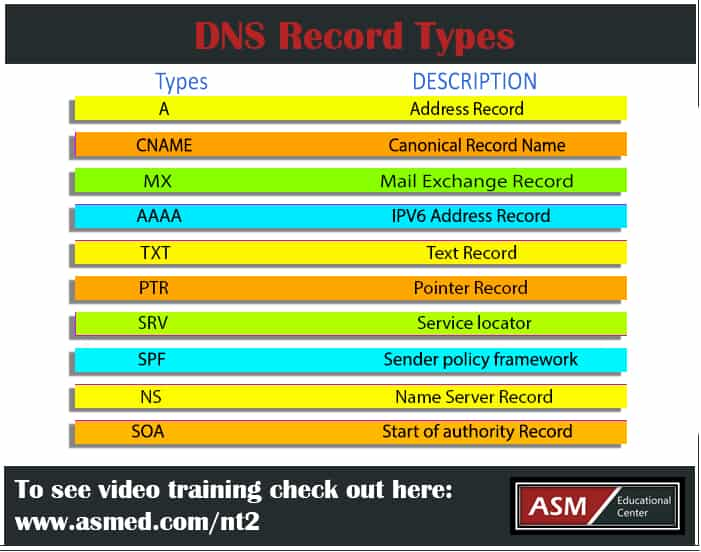 DNS Record Types
Types DESCRIPTION
A Address Record
CNAME Canonical Record Name
MX Mail Exchange Record
AAAA IPV6 Address Record
TXT Text Record
PTR Pointer Record
SRV Service locator
SPF Sender policy framework
NS Name Server Record
SOA Start of authority Record
To see video training check out here:
www.asmed.com/nt2
ASM Educational
Center